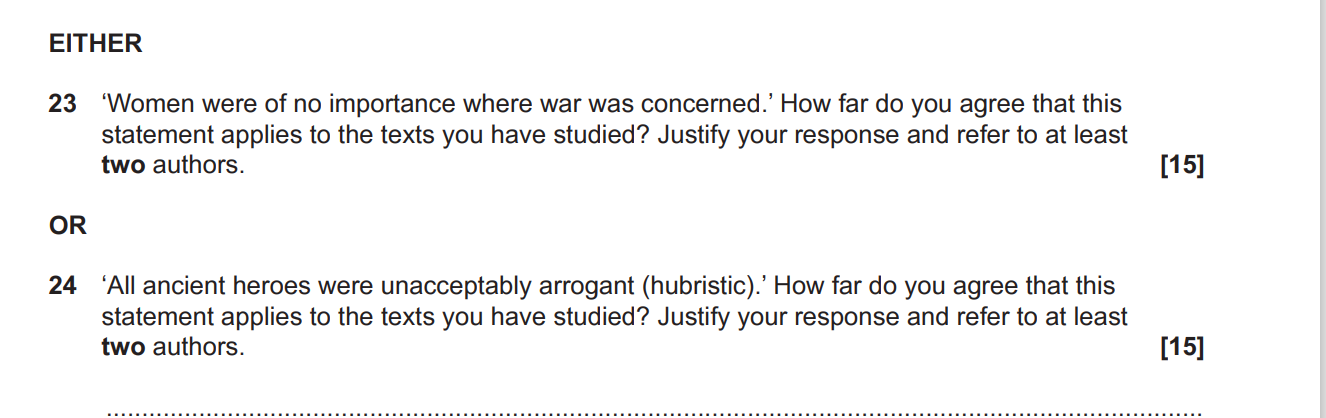 EITHER
23 ‘Women were of no importance where war was concerned.’ How far do you agree that this
statement applies to the texts you have studied? Justify your response and refer to at least
two authors. [15]
OR
24 ‘All ancient heroes were unacceptably arrogant (hubristic).’ How far do you agree that this
statement applies to the texts you have studied? Justify your response and refer to at least
two authors. [15]